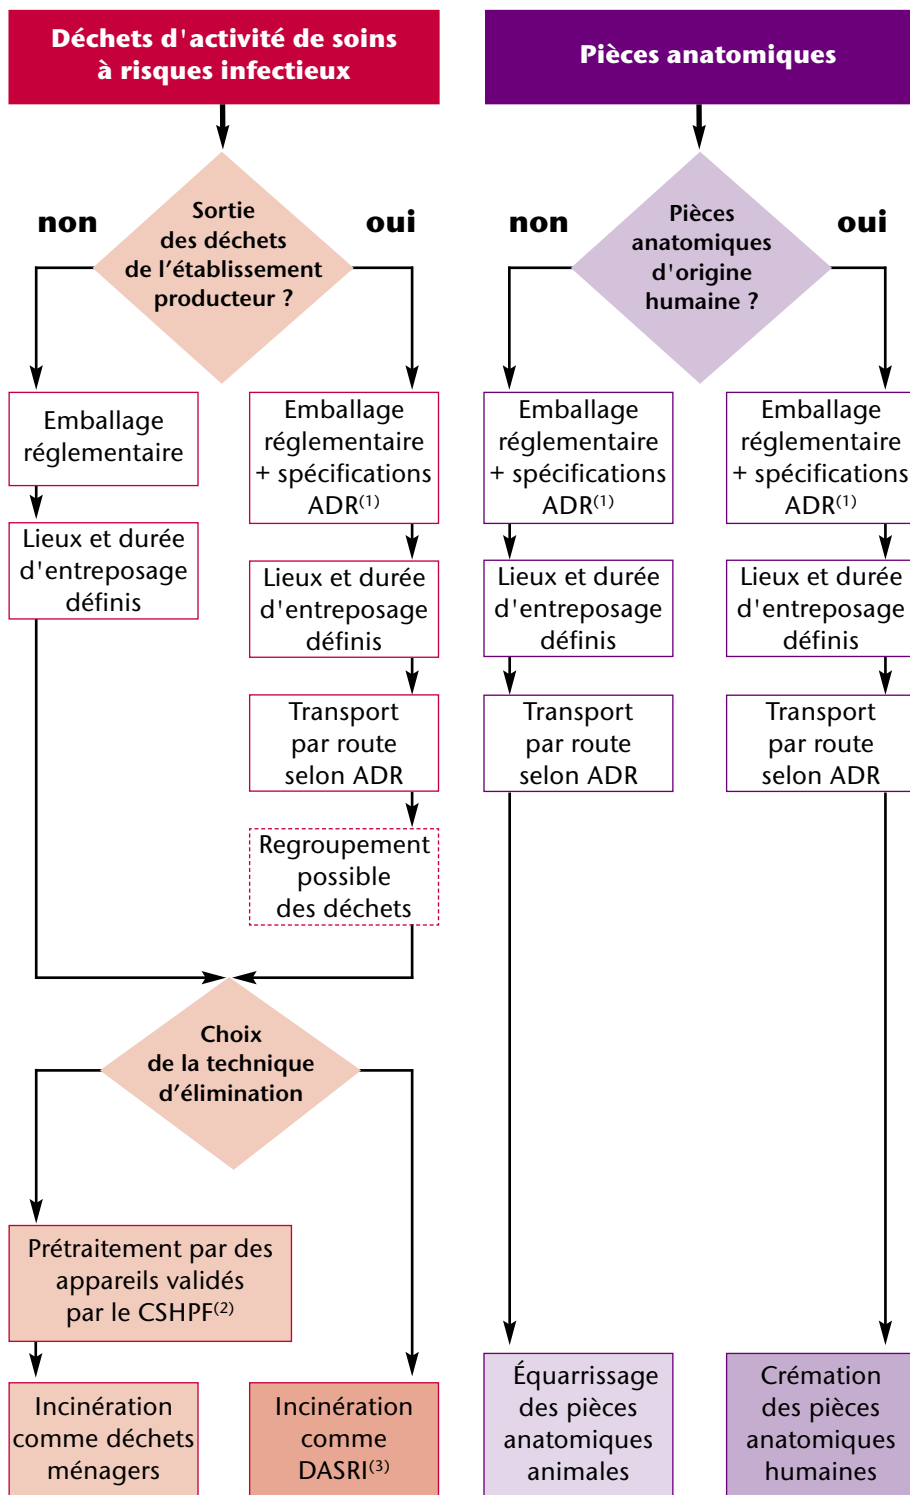 Déchets d'activité de soins
à risques infectieux
non
Sortie
des déchets
de l'établissement
producteur ?
oui
Emballage
réglementaire
Lieux et durée
d'entreposage
définis
Emballage
réglementaire
+ spécifications
ADR(1)
Lieux et durée
d'entreposage
définis
Transport
par route
selon ADR
Regroupement
possible
des déchets
Choix
de la technique
d'élimination
Prétraitement par des
appareils validés
par le CSHPF(2)
Incinération
comme déchets
ménagers
Incinération
comme
DASRI(3)
Pièces anatomiques
non
Pièces
anatomiques
d'origine
humaine ?
oui
Emballage
réglementaire
+ spécifications
ADR(1)
Lieux et durée
d'entreposage
définis
Transport
par route
selon ADR
Équarrissage
des pièces
anatomiques
animales
Emballage
réglementaire
+ spécifications
ADR(1)
Lieux et durée
d'entreposage
définis
Transport
par route
selon ADR
Crémation
des pièces
anatomiques
humaines